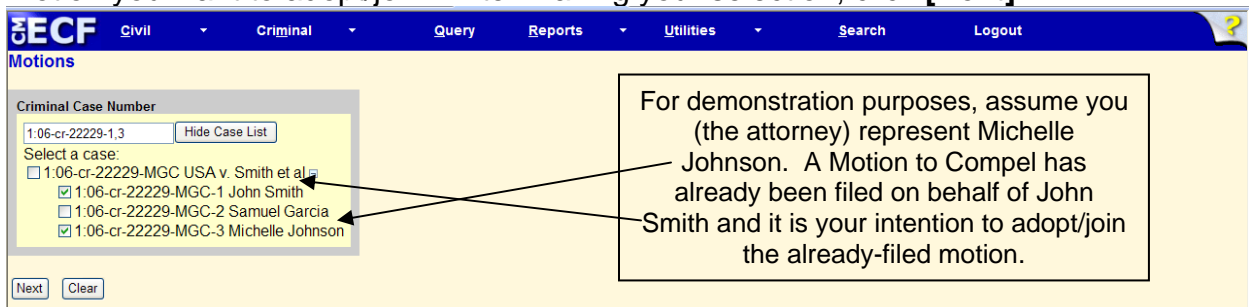 CM ECF Civil Criminal Query Reports Utilities Search Logout ?
Motions
Criminal Case Number
1:06-cr-22229-1,3 Hide Case List
Select a case:
1:06-cr-22229-MGC USA v. Smith et al
1:06-cr-22229-MGC-1 John Smith
1:06-cr-22229-MGC-2 Samuel Garcia
1:06-cr-22229-MGC-3 Michelle Johnson
Next Clear
For demonstration purposes, assume you
(the attorney) represent Michelle
Johnson. A Motion to Compel has
already been filed on behalf of John
Smith and it is your intention to adopt/join
the already-filed motion.